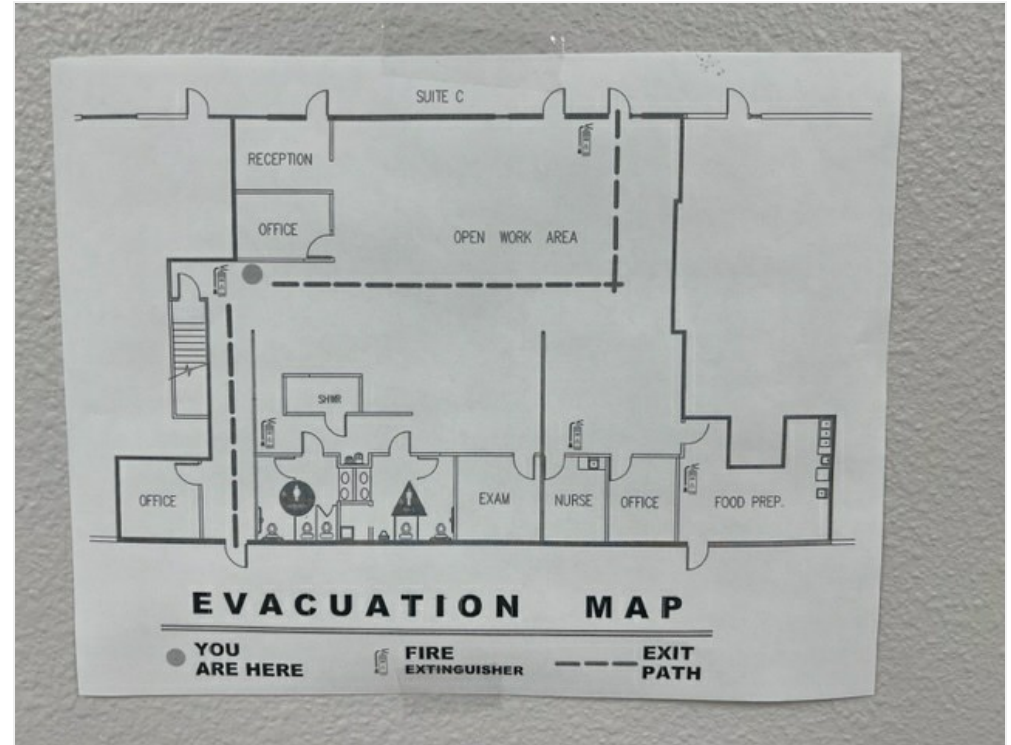 SUITE C
RECEPTION
OFFICE
OPEN WORK AREA
SHWR
OFFICE
EXAM
NURSE
OFFICE
FOOD PREP.
EVACUATION MAP
YOU
ARE HERE
FIRE
EXTINGUISHER
EXIT
PATH